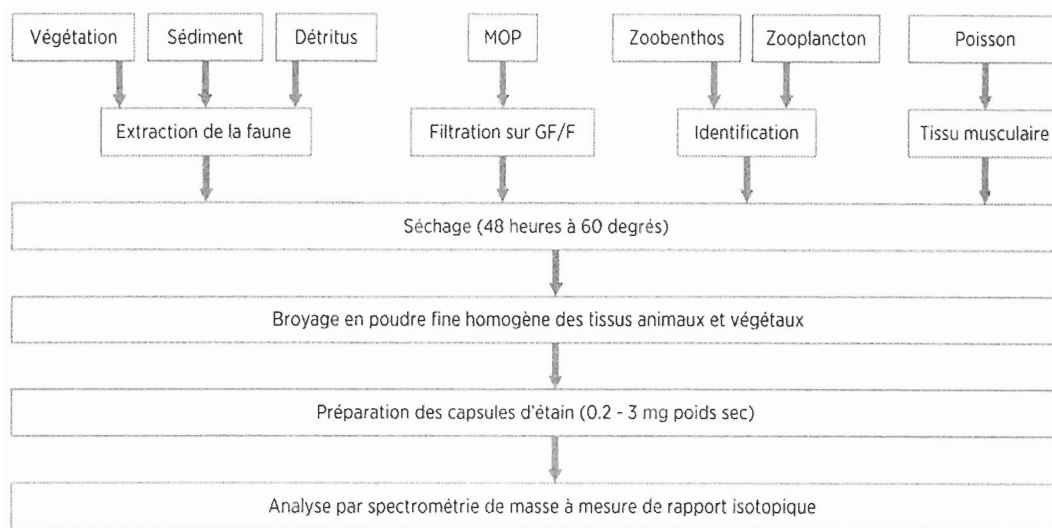 Végétation
Sédiment
Détritus
MOP
Zoobenthos
Zooplancton
Poisson
Extraction de la faune
Filtration sur GF/F
Identification
Tissu musculaire
Séchage (48 heures à 60 degrés)
Broyage en poudre fine homogène des tissus animaux et végétaux
Préparation des capsules d'étain (0.2 - 3 mg poids sec)
Analyse par spectrométrie de masse à mesure de rapport isotopique